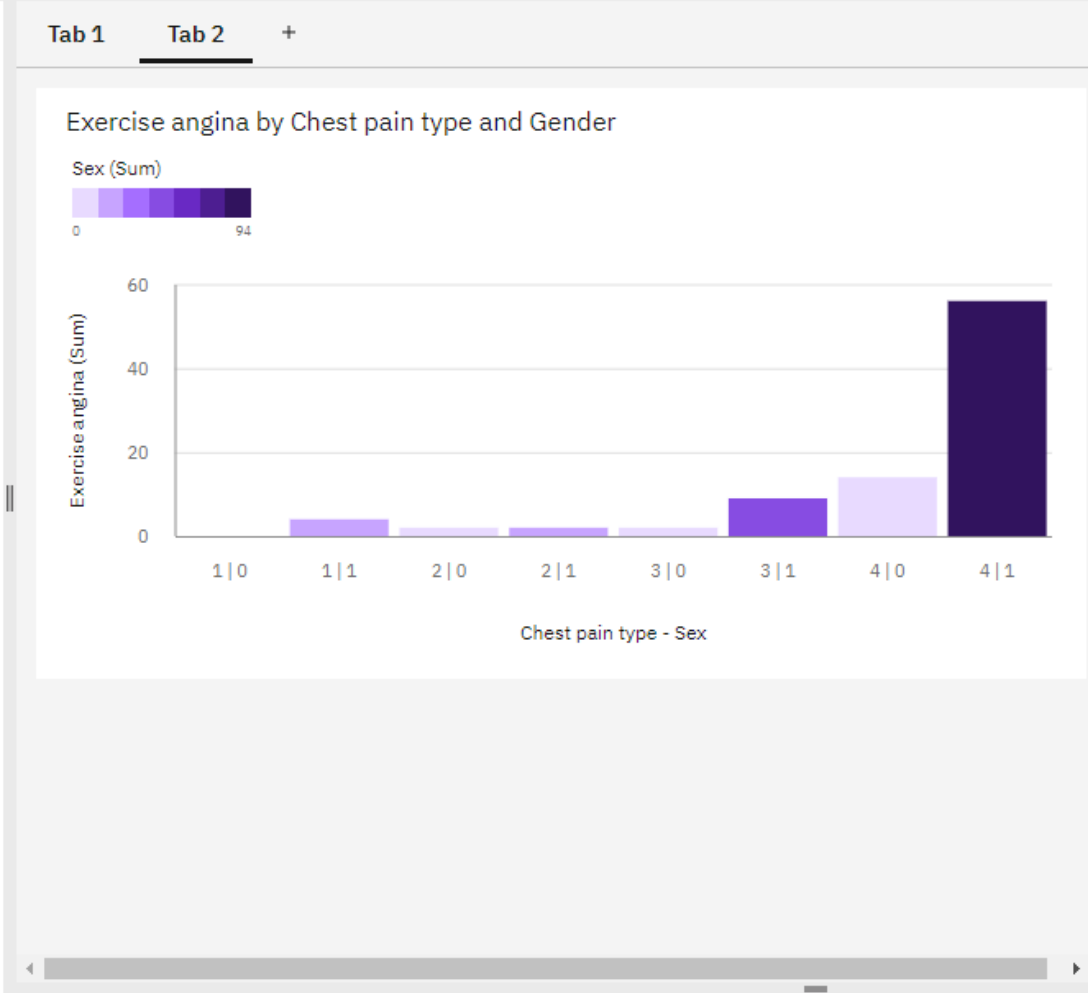 Tab 1 Tab 2 +
Exercise angina by Chest pain type and Gender
Sex (Sum)
0 94
60
40
20
0
Exercise angina (Sum)
1|0 1|1 2|0 2|1 3|0 3|1 4|0 4|1
Chest pain type - Sex